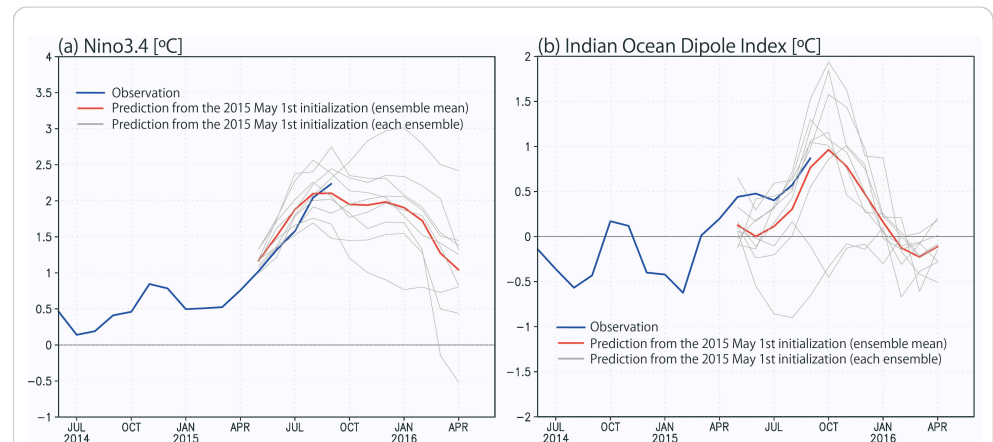 (a) Nino3.4 [ºC]
4
3.5
3
2.5
2
1.5
1
0.5
0
−0.5
−1
Observation
Prediction from the 2015 May 1st initialization (ensemble mean)
Prediction from the 2015 May 1st initialization (each ensemble)
JUL OCT JAN APR JUL OCT JAN APR
2014 2015 2016
(b) Indian Ocean Dipole Index [ºC]
2
1.5
1
0.5
0
−0.5
−1
−1.5
−2
Observation
Prediction from the 2015 May 1st initialization (ensemble mean)
Prediction from the 2015 May 1st initialization (each ensemble)
JUL OCT JAN APR JUL OCT JAN APR
2014 2015 2016